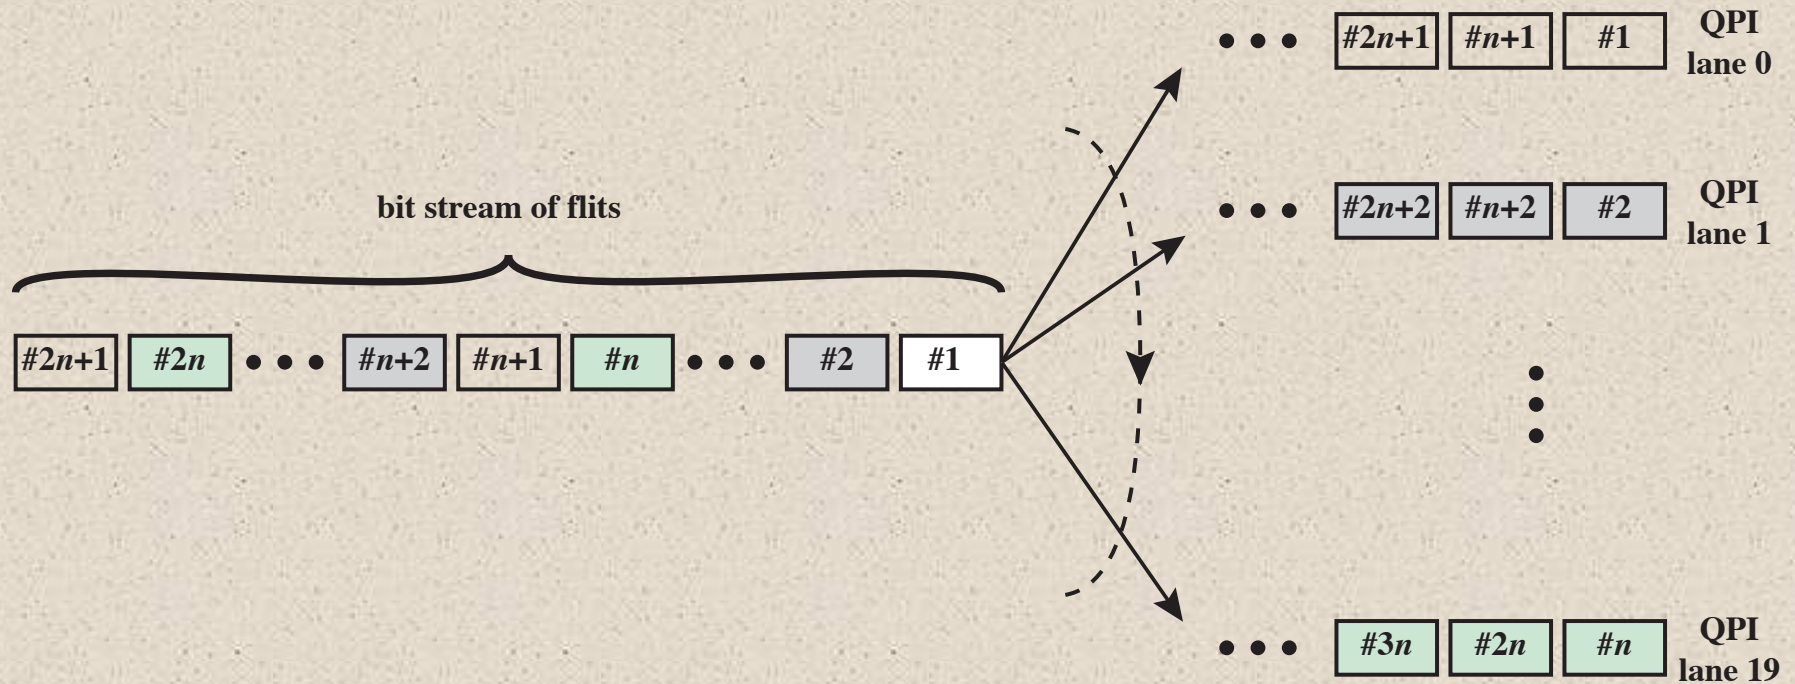 #2n+1 #n+1 #1 QPI
lane 0
#2n+2 #n+2 #2 QPI
lane 1
bit stream of flits
#2n+1 #2n #n+2 #n+1 #n #2 #1
#3n #2n #n QPI
lane 19